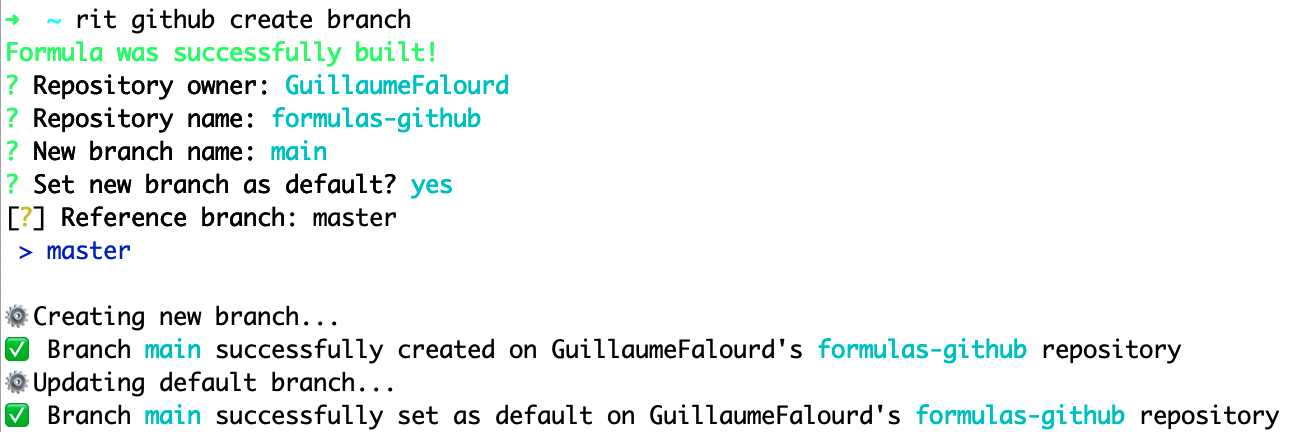 → ~ rit github create branch
Formula was successfully built!
? Repository owner: GuillaumeFalourd
? Repository name: formulas-github
? New branch name: main
? Set new branch as default? yes
[?] Reference branch: master
> master
⚙️Creating new branch...
✅ Branch main successfully created on GuillaumeFalourd's formulas-github repository
⚙️Updating default branch...
✅ Branch main successfully set as default on GuillaumeFalourd's formulas-github repository